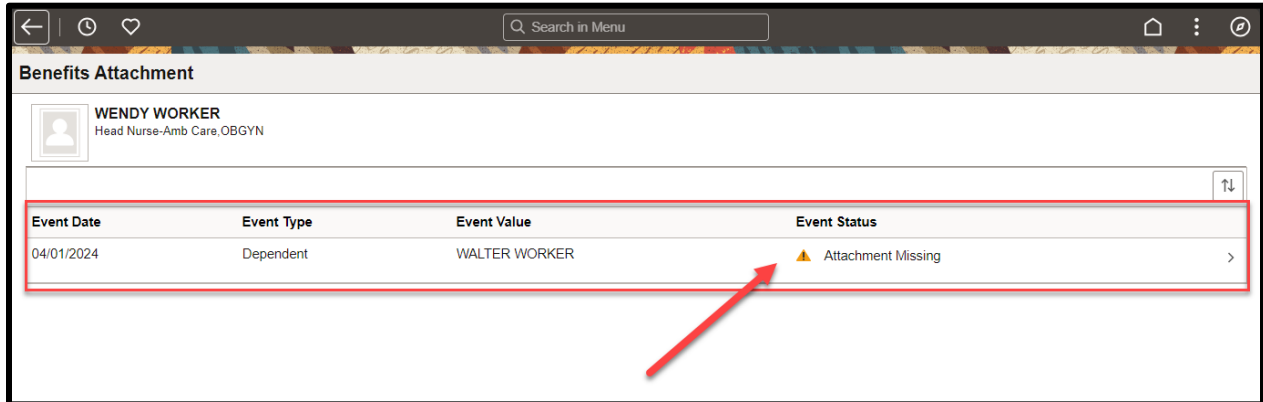 Search in Menu
Benefits Attachment
WENDY WORKER
Head Nurse-Amb Care,OBGYN
Event Date Event Type Event Value Event Status
04/01/2024 Dependent WALTER WORKER Attachment Missing